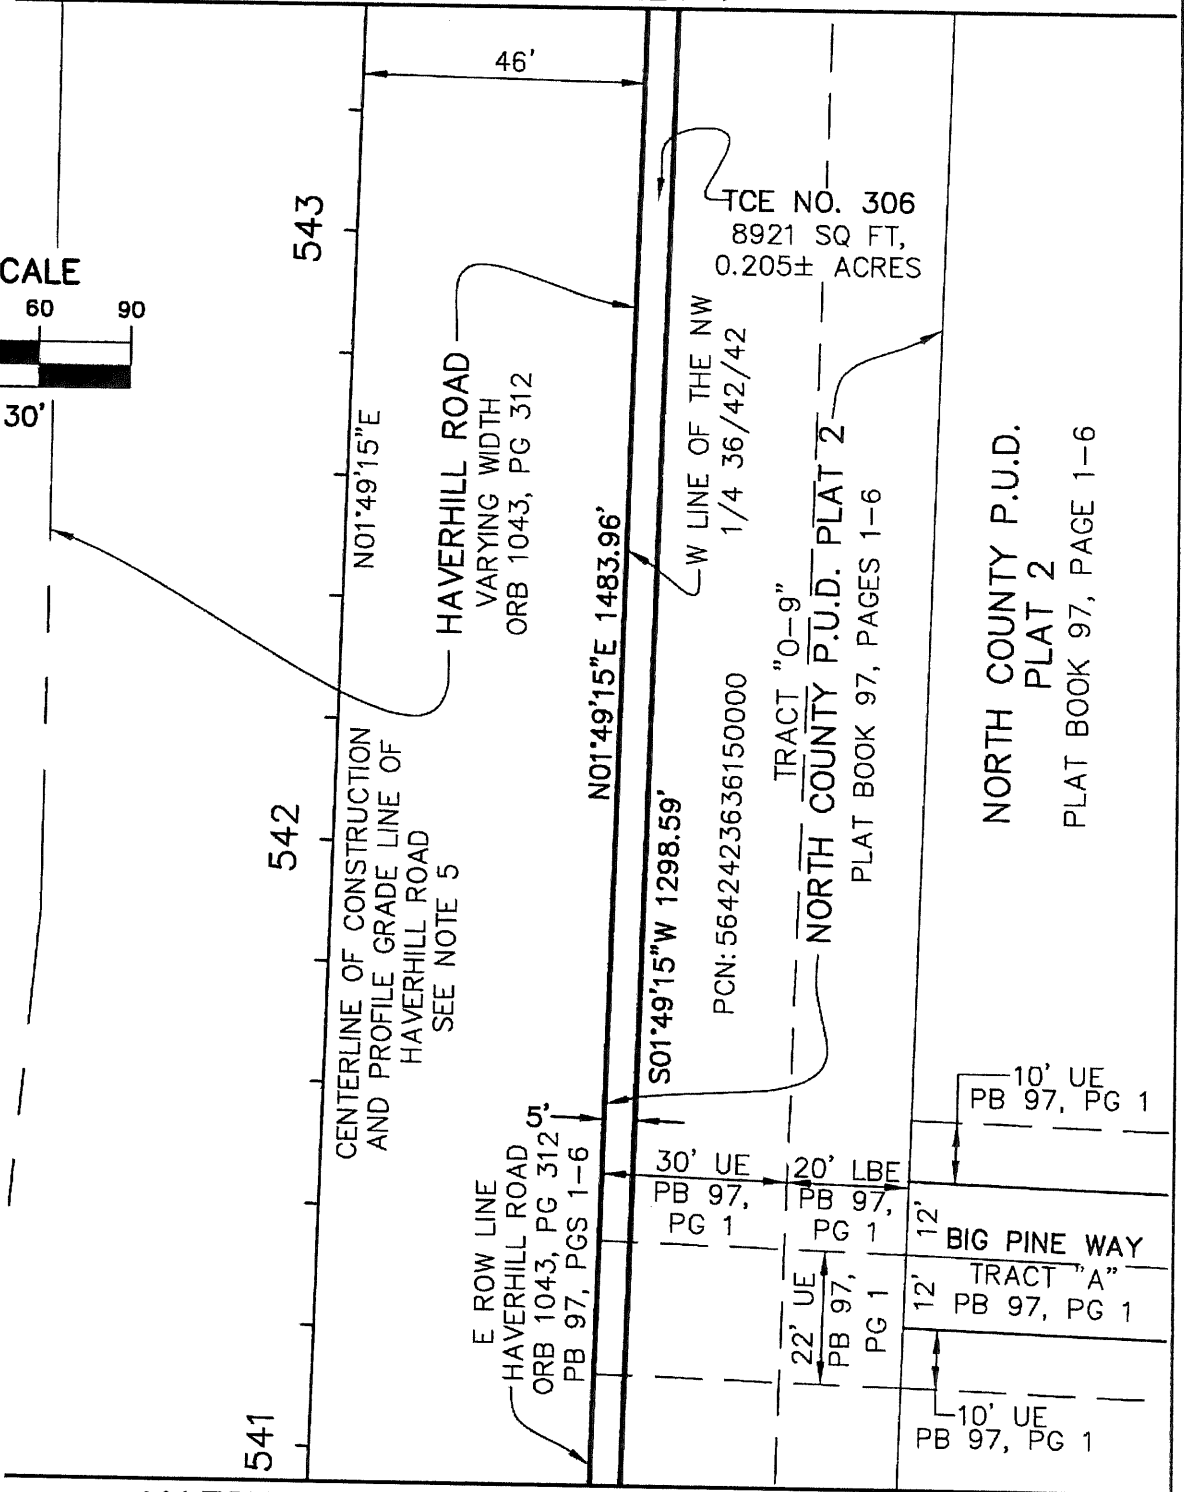 46'
543
TCE NO. 306
8921 SQ FT,
0.205± ACRES
CALE
60 90
30'
N01°49'15"E
HAVERHILL ROAD
VARYING WIDTH
ORB 1043, PG 312
W LINE OF THE NW
1/4 36/42/42
N01°49'15"E 1483.96'
TRACT "O-9"
NORTH COUNTY P.U.D. PLAT 2
PLAT BOOK 97, PAGES 1-6
NORTH COUNTY P.U.D.
PLAT 2
PLAT BOOK 97, PAGE 1-6
542
CENTERLINE OF CONSTRUCTION
AND PROFILE GRADE LINE OF
HAVERHILL ROAD
SEE NOTE 5
S01°49'15"W 1298.59'
PCN: 5642423636150000
5'
E ROW LINE
HAVERHILL ROAD
ORB 1043, PG 312
PB 97, PGS 1-6
30' UE
PB 97,
PG 1
20' LBE
PB 97,
PG 1
22' UE
PB 97,
PG 1
10' UE
PB 97, PG 1
12'
BIG PINE WAY
TRACT "A"
PB 97, PG 1
12'
10' UE
PB 97, PG 1
541